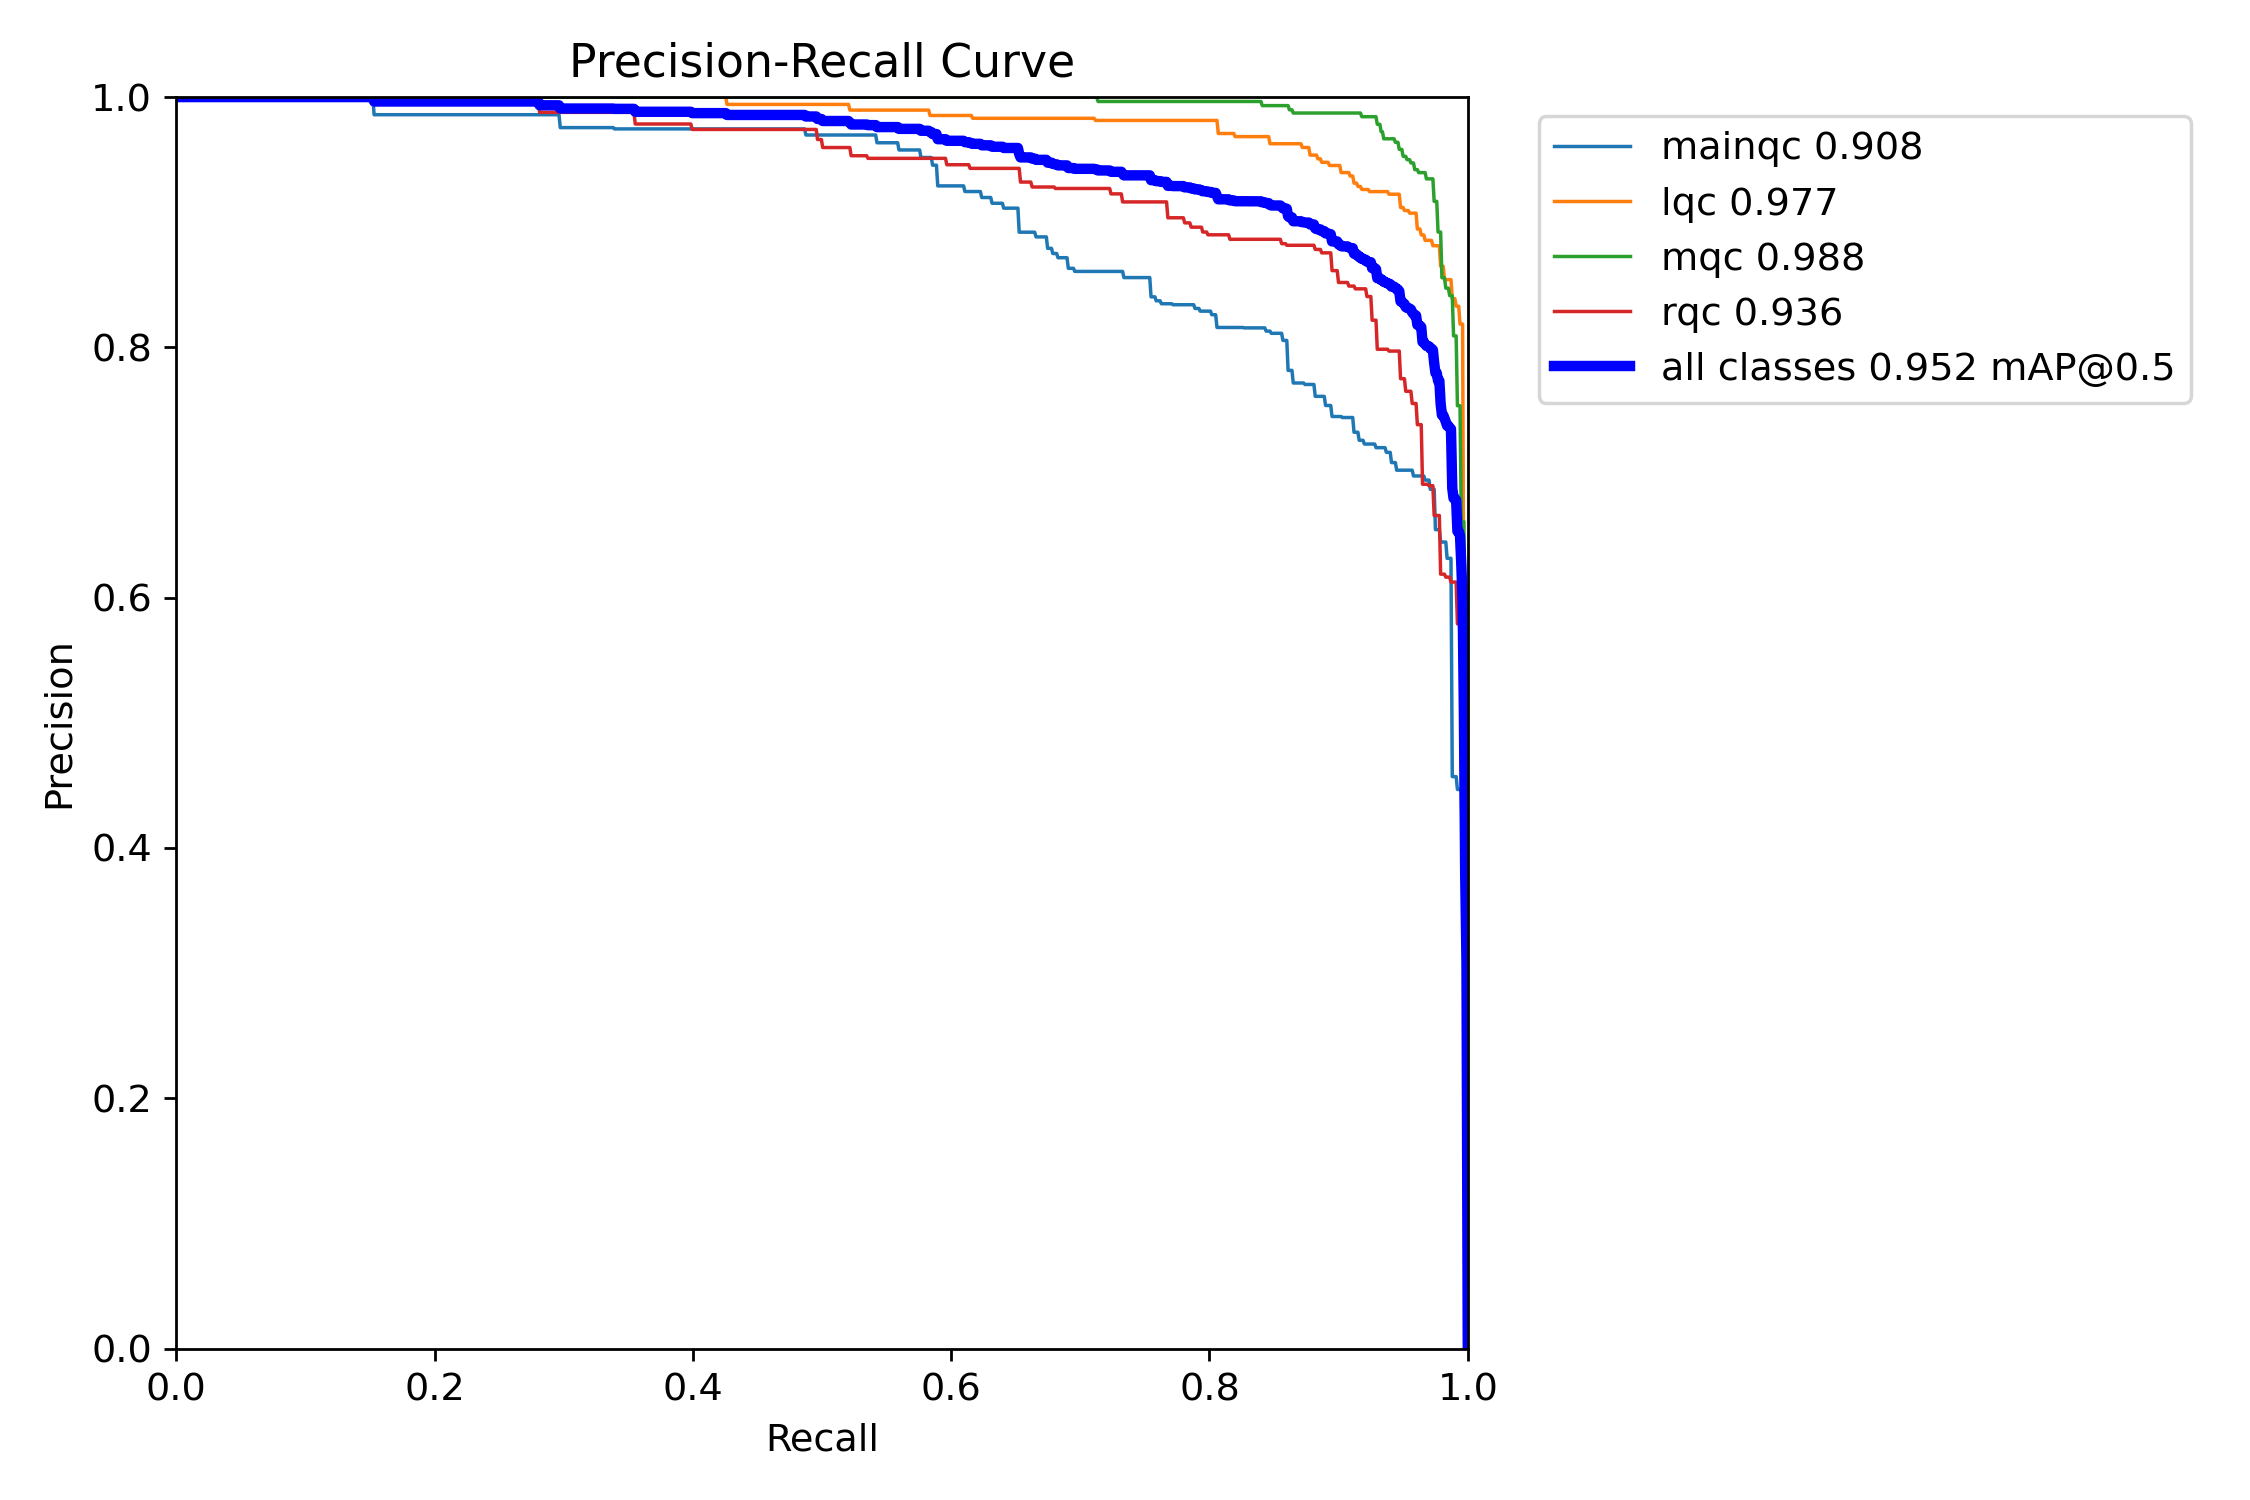 Precision-Recall Curve
1.0
0.8
0.6
0.4
0.2
0.0
Precision
0.0 0.2 0.4 0.6 0.8 1.0
Recall
mainqc 0.908
lqc 0.977
mqc 0.988
rqc 0.936
all classes 0.952 mAP@0.5